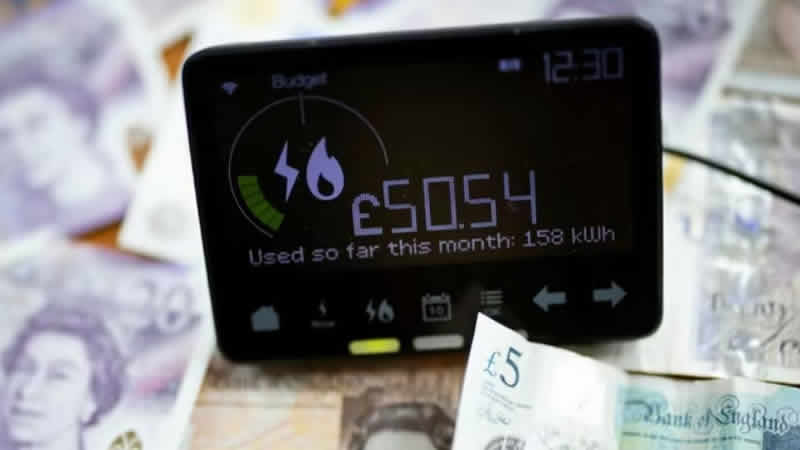 Budget
12:30
£50.54
Used so far this month: 158 kWh
£5
Bank of England